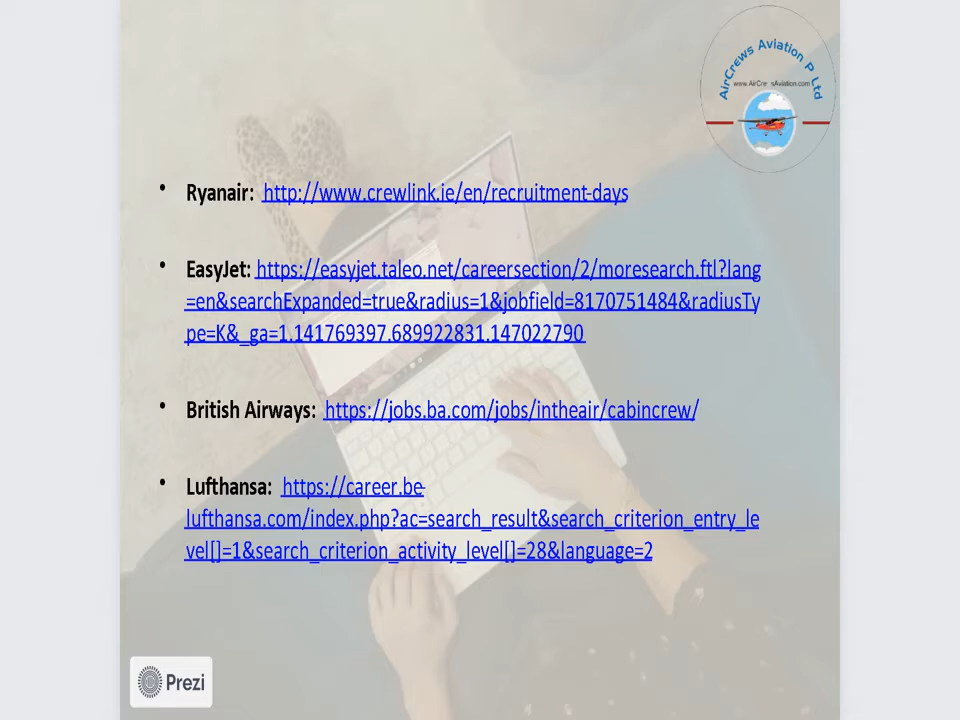 AirCrews Aviation P Ltd
• Ryanair: http://www.crewlink.ie/en/recruitment-days
• EasyJet: https://easyjet.taleo.net/careersection/2/moresearch.ftl?lang
=en&searchExpanded=true&radius=1&jobfield=8170751484&radiusTy
pe=K&_ga=1.141769397.689922831.147022790
• British Airways: https://jobs.ba.com/jobs/intheair/cabincrew/
• Lufthansa: https://career.be-
lufthansa.com/index.php?ac=search_result&search_criterion_entry_le
vel[]=1&search_criterion_activity_level[]=28&language=2
Prezi